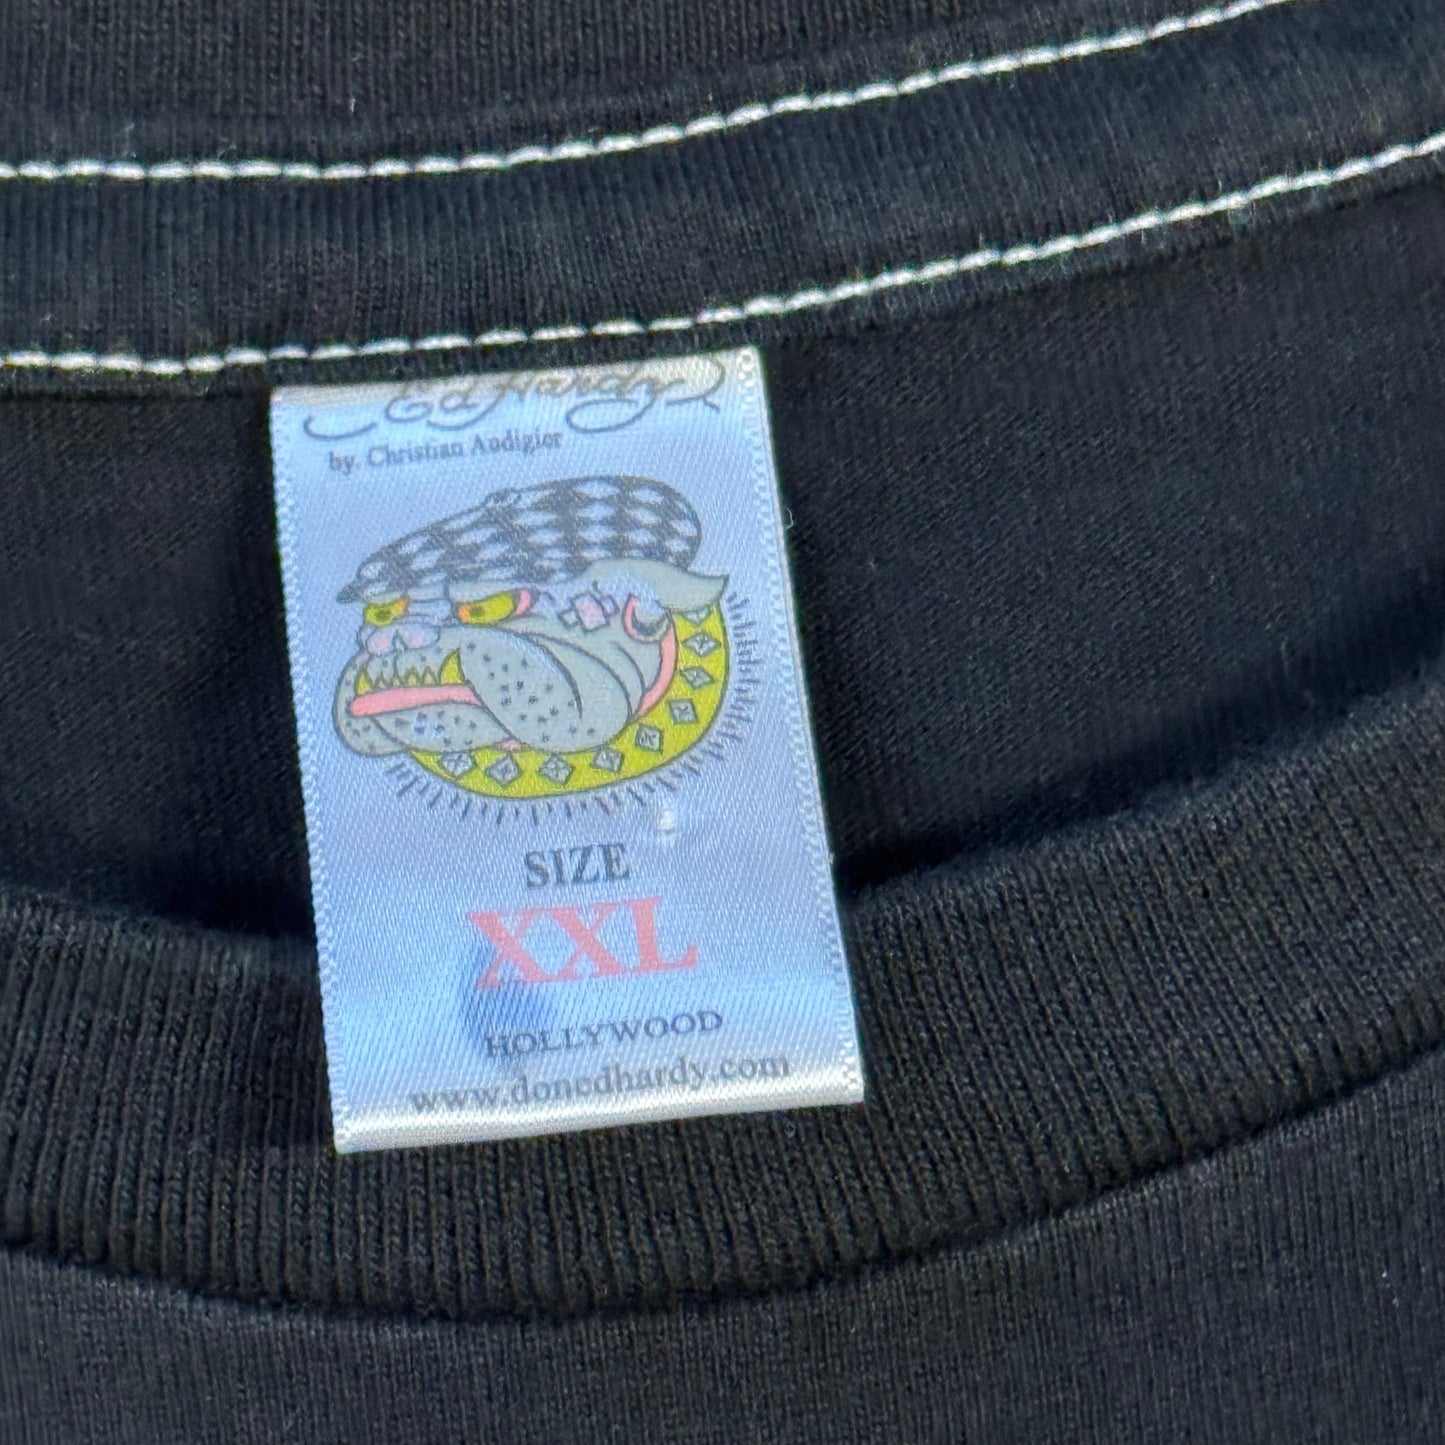 Ed Hardy
by. Christian Audigier
SIZE
XXL
HOLLYWOOD
www.donedhardy.com